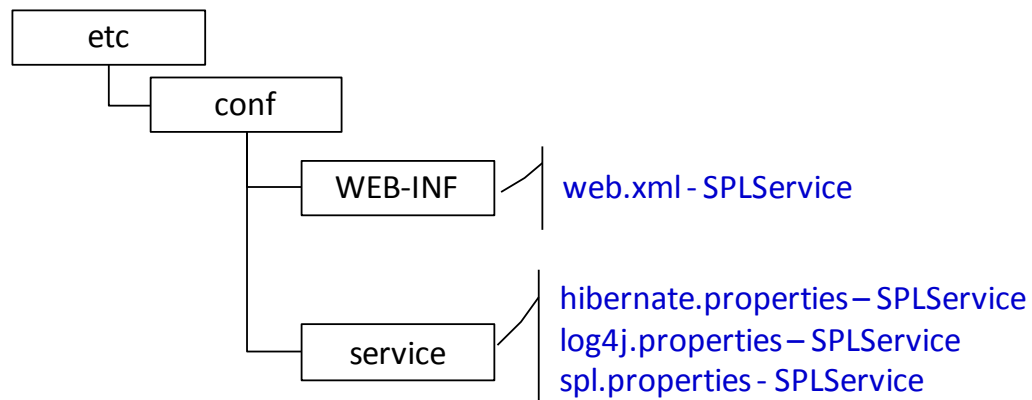 etc
conf
WEB-INF
web.xml - SPLService
hibernate.properties – SPLService
log4j.properties – SPLService
service
spl.properties - SPLService